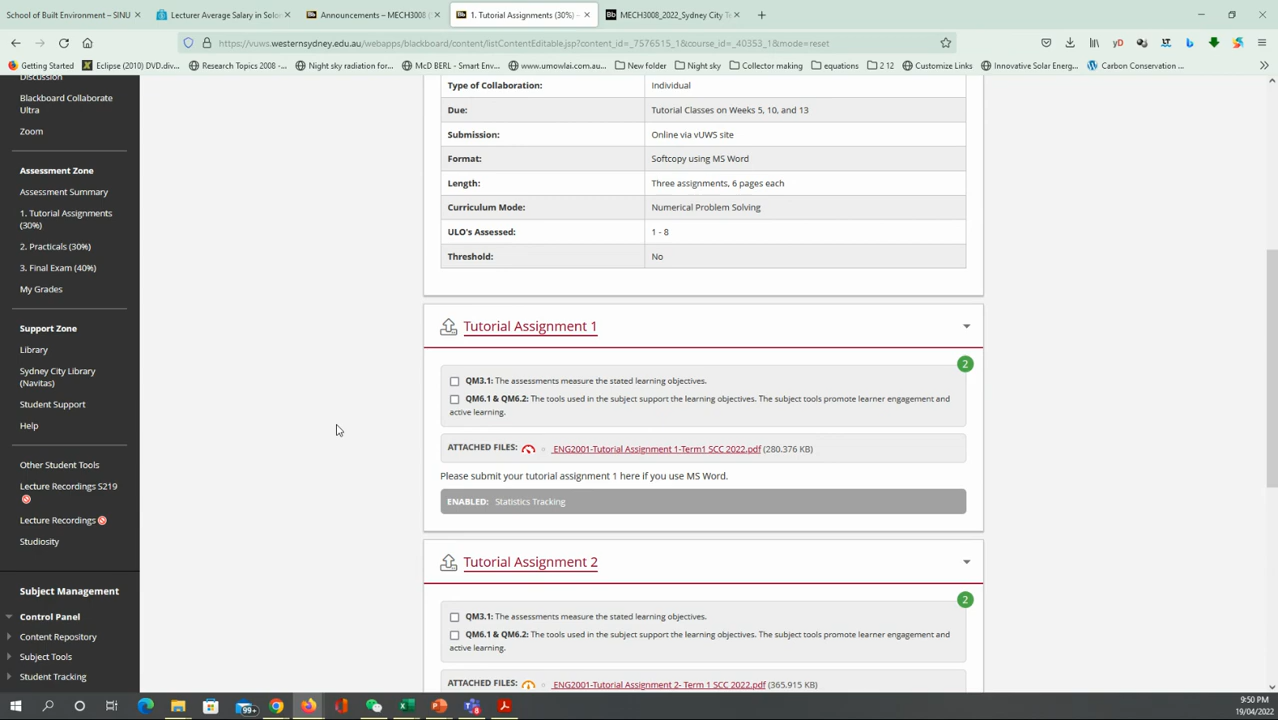 School of Built Environment – SINU
Lecturer Average Salary in Solo
Announcements – MECH3008 (
1. Tutorial Assignments (30%) –
MECH3008_2022_Sydney City T
https://vuws.westernsydney.edu.au/webapps/blackboard/content/listContentEditable.jsp?content_id=_7576515_1&course_id=_40353_1&mode=reset
Getting Started
Eclipse (2010) DVD.div...
Research Topics 2008 -...
Night sky radiation for...
McD BERL - Smart Env...
www.umowlai.com.au...
New folder
Night sky
Collector making
equations
2 12
Customize Links
Innovative Solar Energ...
Carbon Conservation ...
Discussion
Blackboard Collaborate
Ultra
Zoom
Assessment Zone
Assessment Summary
1. Tutorial Assignments
(30%)
2. Practicals (30%)
3. Final Exam (40%)
My Grades
Support Zone
Library
Sydney City Library
(Navitas)
Student Support
Help
Other Student Tools
Lecture Recordings S219
Lecture Recordings
Studiosity
Subject Management
Control Panel
Content Repository
Subject Tools
Student Tracking
Type of Collaboration: Individual
Due: Tutorial Classes on Weeks 5, 10, and 13
Submission: Online via vUWS site
Format: Softcopy using MS Word
Length: Three assignments, 6 pages each
Curriculum Mode: Numerical Problem Solving
ULO's Assessed: 1 - 8
Threshold: No
Tutorial Assignment 1
2
QM3.1: The assessments measure the stated learning objectives.
QM6.1 & QM6.2: The tools used in the subject support the learning objectives. The subject tools promote learner engagement and
active learning.
ATTACHED FILES: ENG2001-Tutorial Assignment 1-Term1 SCC 2022.pdf (280.376 KB)
Please submit your tutorial assignment 1 here if you use MS Word.
ENABLED: Statistics Tracking
Tutorial Assignment 2
2
QM3.1: The assessments measure the stated learning objectives.
QM6.1 & QM6.2: The tools used in the subject support the learning objectives. The subject tools promote learner engagement and
active learning.
ATTACHED FILES: ENG2001-Tutorial Assignment 2- Term 1 SCC 2022.pdf (365.915 KB)
99+
9:50 PM
19/04/2022